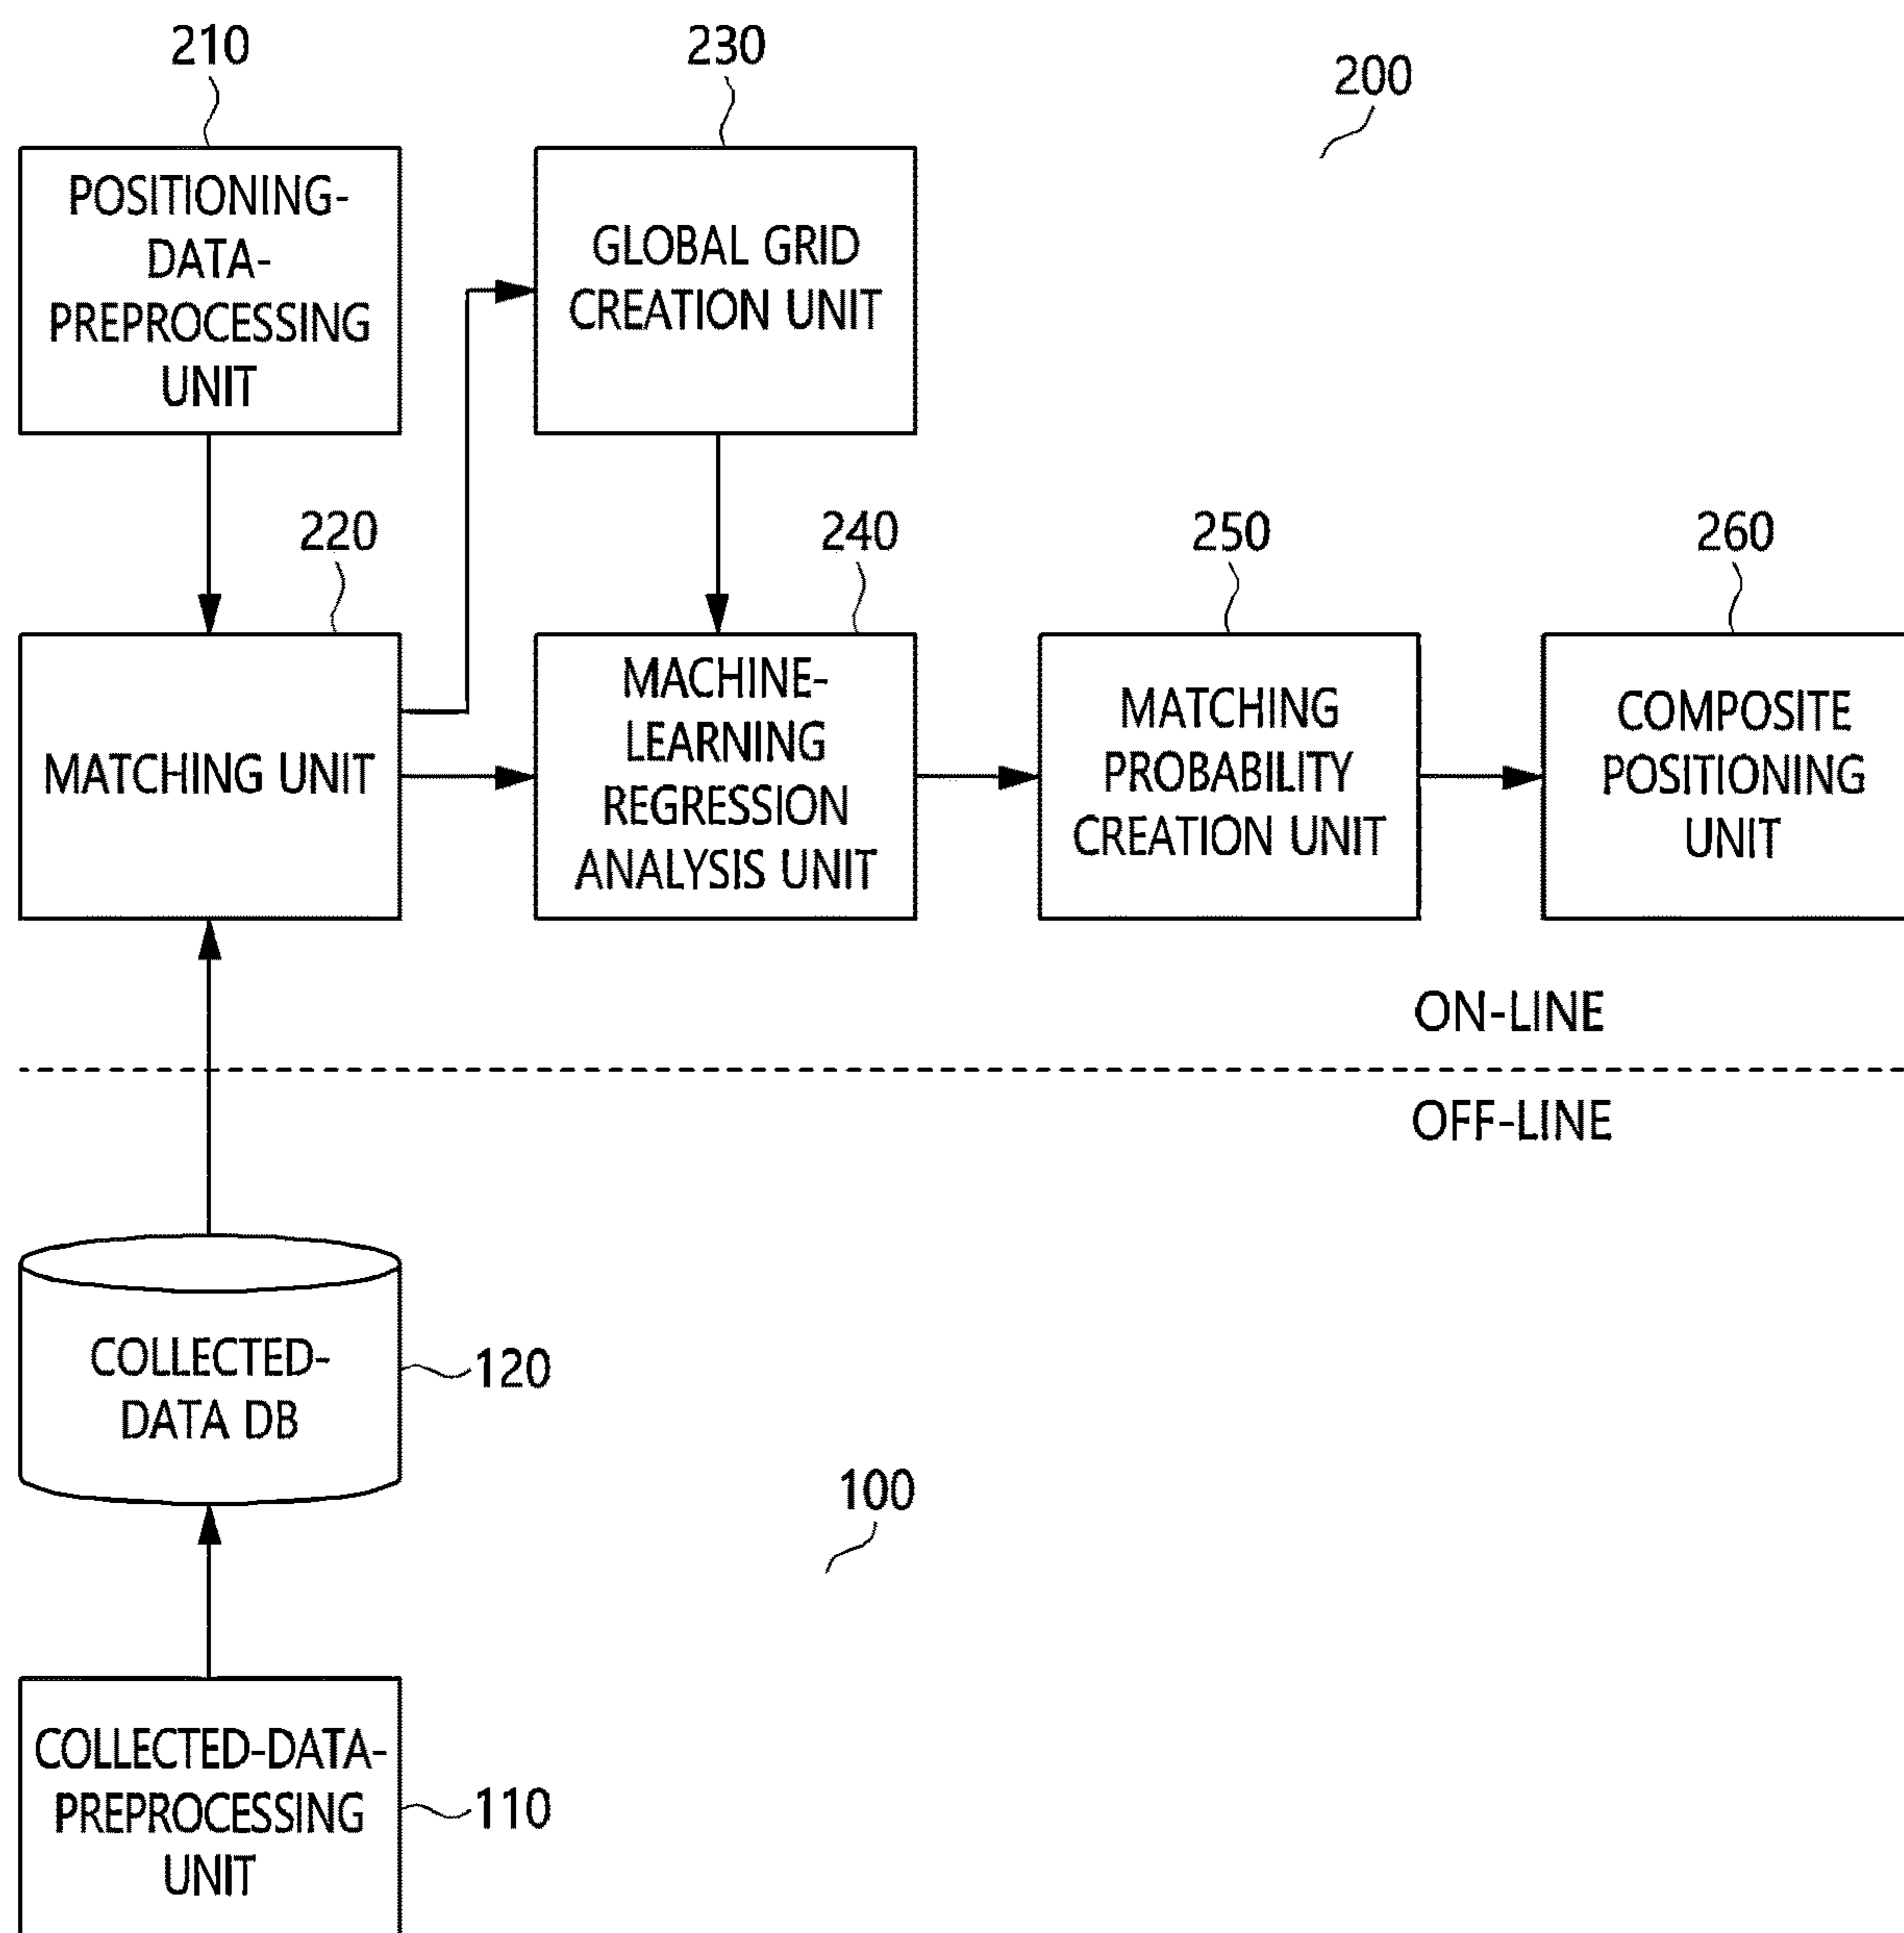 210
230
200
POSITIONING-
DATA-
PREPROCESSING
UNIT
GLOBAL GRID
CREATION UNIT
220
240
250
260
MATCHING UNIT
MACHINE-
LEARNING
REGRESSION
ANALYSIS UNIT
MATCHING
PROBABILITY
CREATION UNIT
COMPOSITE
POSITIONING
UNIT
ON-LINE
OFF-LINE
COLLECTED-
DATA DB
120
100
COLLECTED-DATA-
PREPROCESSING
UNIT
110